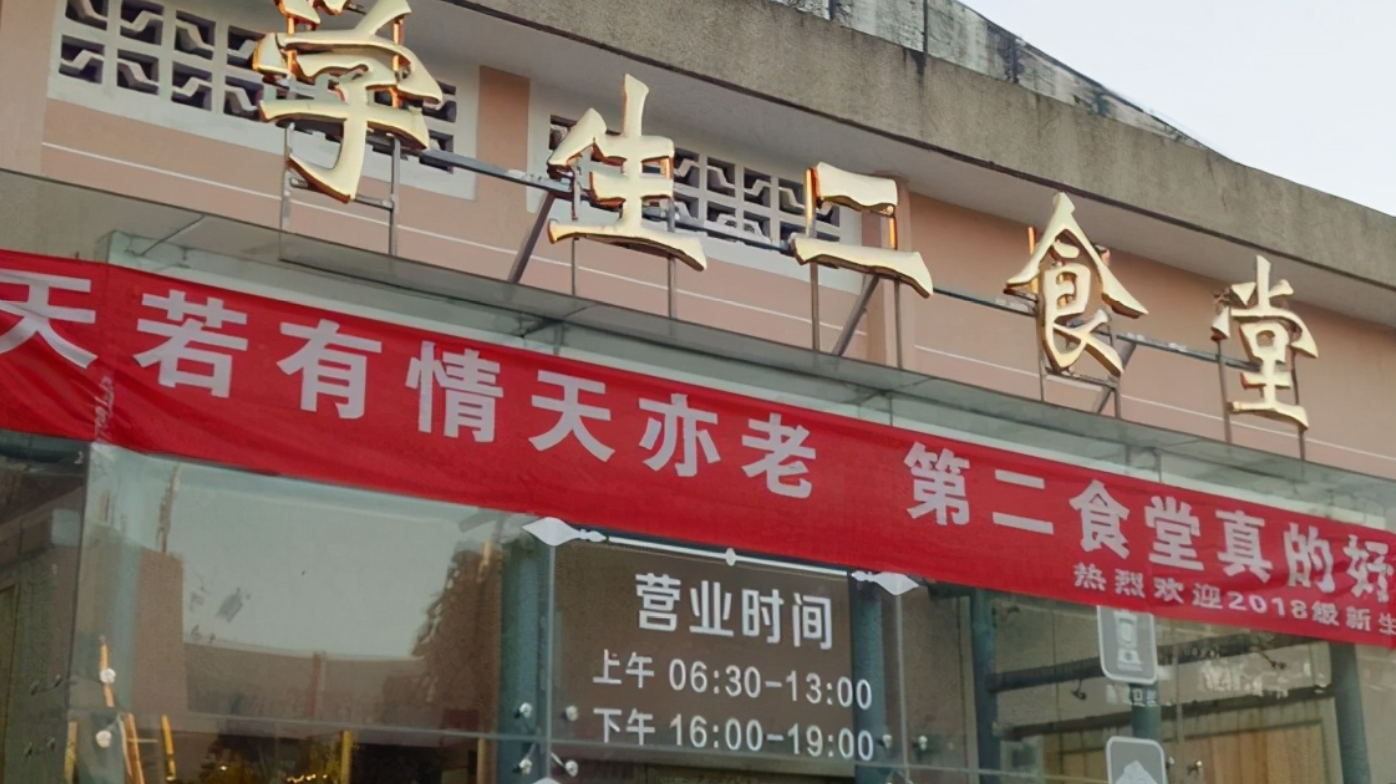 学生二食堂
天若有情天亦老 第二食堂真的好
热烈欢迎2018级新生
营业时间
上午 06:30-13:00
下午 16:00-19:00